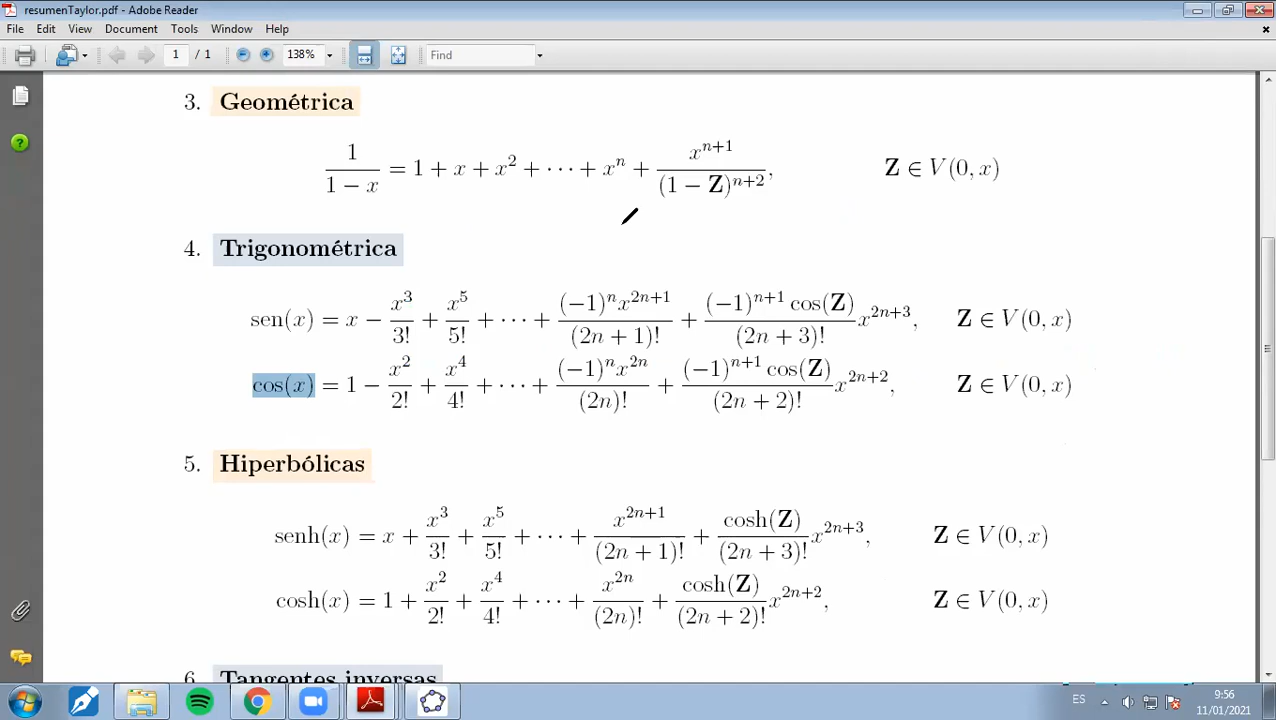 resumenTaylor.pdf - Adobe Reader
File Edit View Document Tools Window Help
1 / 1 138% Find
3. Geométrica
1/(1 − x) = 1 + x + x^2 + ··· + x^n + x^{n+1}/(1 − Z)^{n+2}, Z ∈ V(0, x)
4. Trigonométrica
sen(x) = x − x^3/3! + x^5/5! + ··· + (−1)^n x^{2n+1}/(2n + 1)! + (−1)^{n+1} cos(Z)/(2n + 3)! x^{2n+3}, Z ∈ V(0, x)
cos(x) = 1 − x^2/2! + x^4/4! + ··· + (−1)^n x^{2n}/(2n)! + (−1)^{n+1} cos(Z)/(2n + 2)! x^{2n+2}, Z ∈ V(0, x)
5. Hiperbólicas
senh(x) = x + x^3/3! + x^5/5! + ··· + x^{2n+1}/(2n + 1)! + cosh(Z)/(2n + 3)! x^{2n+3}, Z ∈ V(0, x)
cosh(x) = 1 + x^2/2! + x^4/4! + ··· + x^{2n}/(2n)! + cosh(Z)/(2n + 2)! x^{2n+2}, Z ∈ V(0, x)
6. Tangentes inversas
ES 9:56
11/01/2021